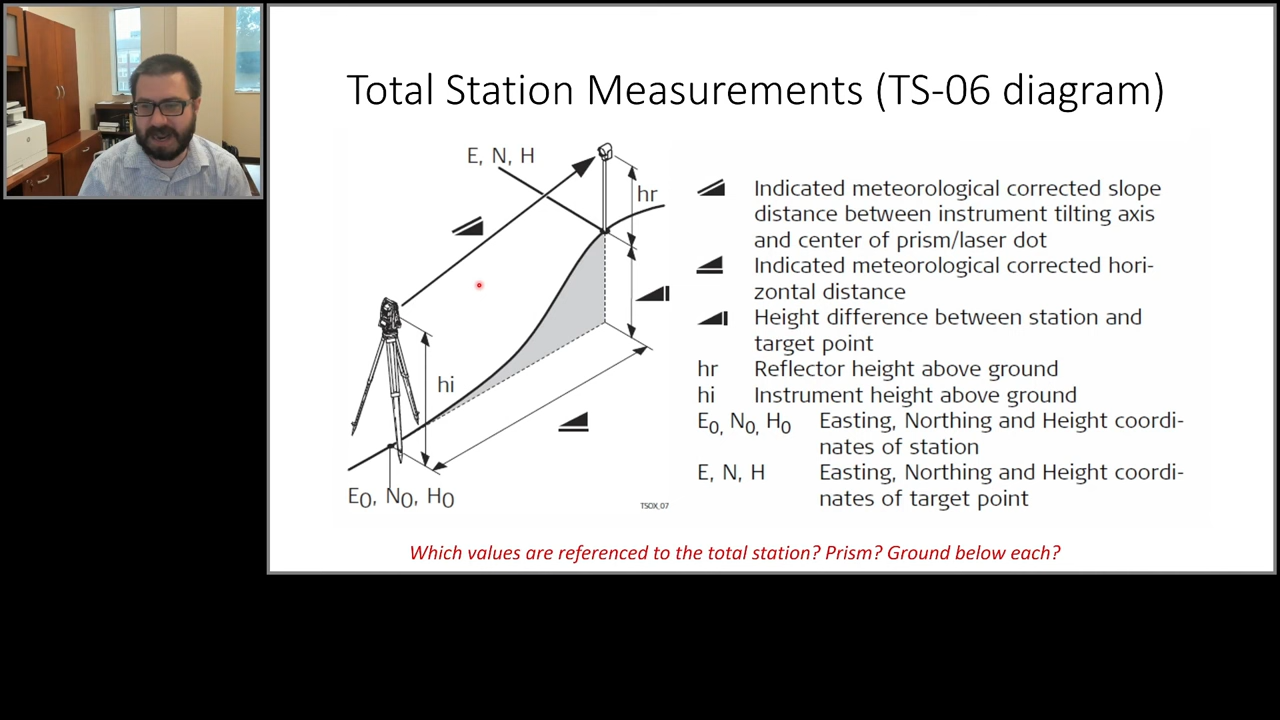 Total Station Measurements (TS-06 diagram)
E, N, H
hr
hi
E0, N0, H0
TSOX_07
Indicated meteorological corrected slope
distance between instrument tilting axis
and center of prism/laser dot
Indicated meteorological corrected hori-
zontal distance
Height difference between station and
target point
hr Reflector height above ground
hi Instrument height above ground
E0, N0, H0 Easting, Northing and Height coordi-
nates of station
E, N, H Easting, Northing and Height coordi-
nates of target point
Which values are referenced to the total station? Prism? Ground below each?